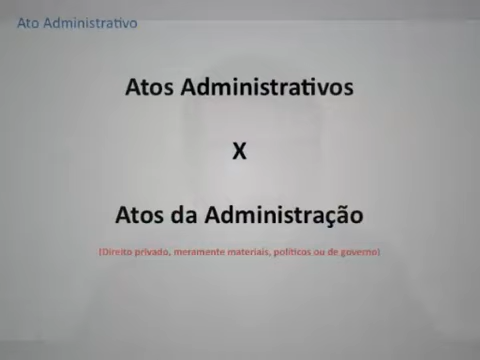 Ato Administrativo
Atos Administrativos
X
Atos da Administração
(Direito privado, meramente materiais, políticos ou de governo)